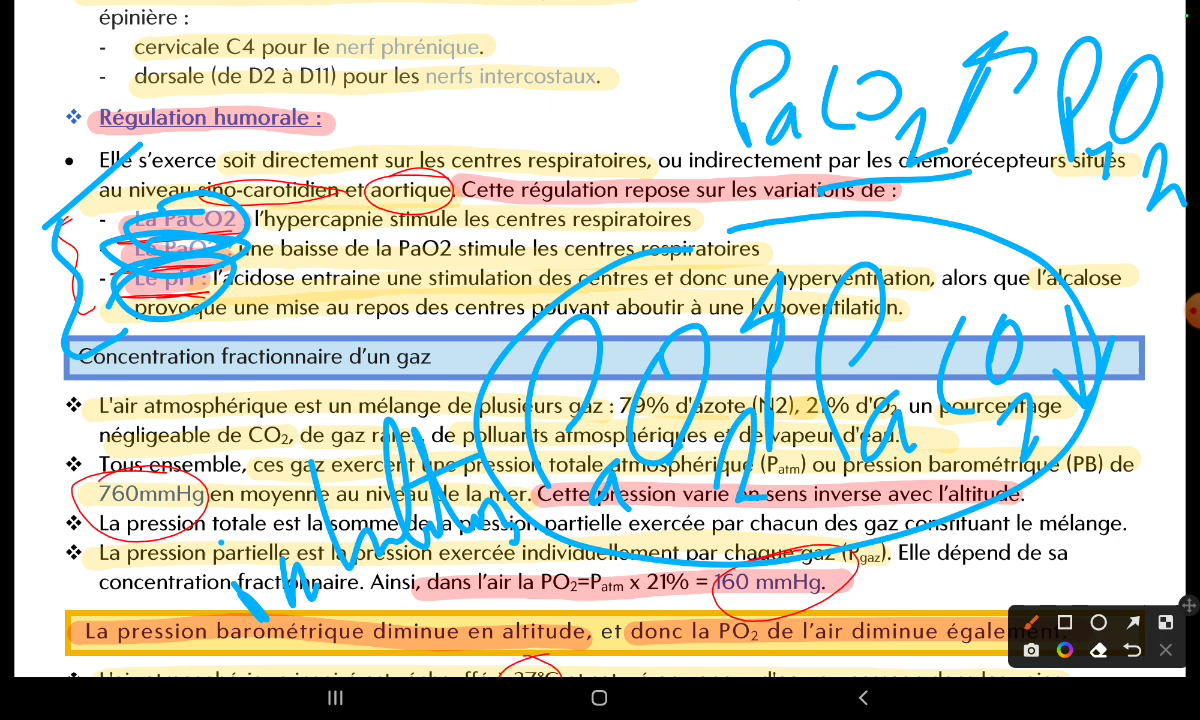 épinière :
- cervicale C4 pour le nerf phrénique.
- dorsale (de D2 à D11) pour les nerfs intercostaux.
PaCO2 ↑ PO2
❖ Régulation humorale :
• Elle s’exerce soit directement sur les centres respiratoires, ou indirectement par les chémorécepteurs situés
au niveau sino-carotidien et aortique. Cette régulation repose sur les variations de :
- La PaCO2 : l’hypercapnie stimule les centres respiratoires
- La PaO2 : une baisse de la PaO2 stimule les centres respiratoires
- Le pH : l’acidose entraine une stimulation des centres et donc une hyperventilation, alors que l’alcalose
provoque une mise au repos des centres pouvant aboutir à une hypoventilation.
PaO2 ↑ PaCO2 ↓
Concentration fractionnaire d’un gaz
❖ L'air atmosphérique est un mélange de plusieurs gaz : 79% d'azote (N2), 21% d'O2, un pourcentage
négligeable de CO2, de gaz rares, de polluants atmosphériques et de vapeur d'eau.
❖ Tous ensemble, ces gaz exercent une pression totale atmosphérique (Patm) ou pression barométrique (PB) de
760mmHg en moyenne au niveau de la mer. Cette pression varie en sens inverse avec l’altitude.
❖ La pression totale est la somme de la pression partielle exercée par chacun des gaz constituant le mélange.
❖ La pression partielle est la pression exercée individuellement par chaque gaz (Pgaz). Elle dépend de sa
concentration fractionnaire. Ainsi, dans l’air la PO2=Patm x 21% = 160 mmHg.
La pression barométrique diminue en altitude, et donc la PO2 de l’air diminue également.